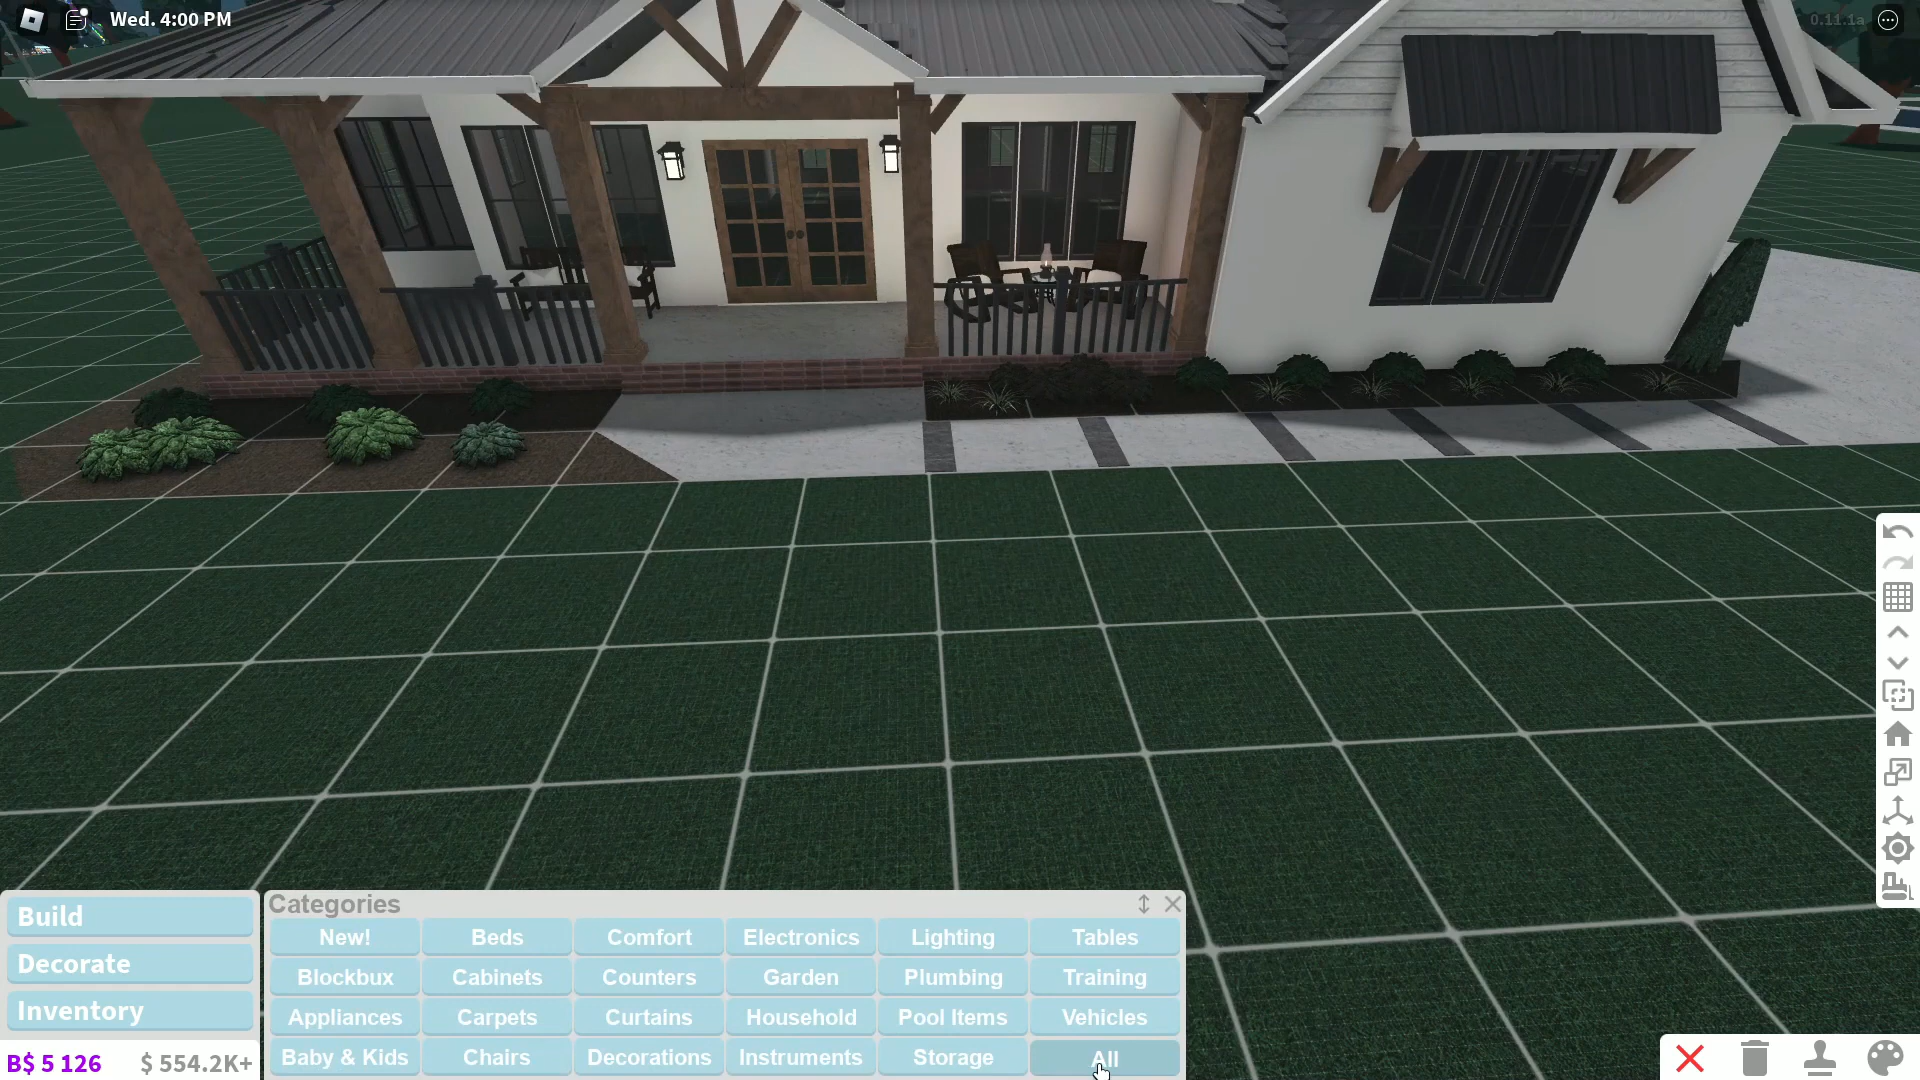 Wed. 4:00 PM
0.11.1a
Build
Decorate
Inventory
B$ 5 126 $ 554.2K+
Categories
New! Beds Comfort Electronics Lighting Tables
Blockbux Cabinets Counters Garden Plumbing Training
Appliances Carpets Curtains Household Pool Items Vehicles
Baby & Kids Chairs Decorations Instruments Storage All